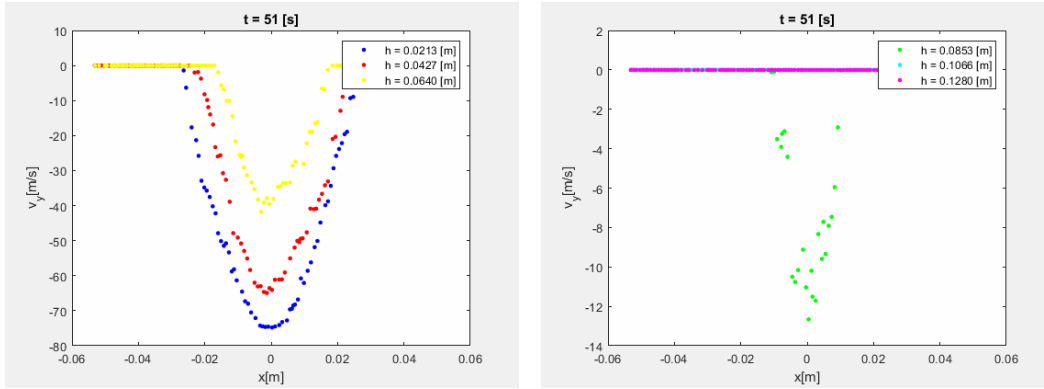 t = 51 [s]
10
0
-10
-20
-30
-40
-50
-60
-70
-80
v_y[m/s]
h = 0.0213 [m]
h = 0.0427 [m]
h = 0.0640 [m]
-0.06
-0.04
-0.02
0
0.02
0.04
0.06
x[m]
t = 51 [s]
2
0
-2
-4
-6
-8
-10
-12
-14
v_y[m/s]
h = 0.0853 [m]
h = 0.1066 [m]
h = 0.1280 [m]
-0.06
-0.04
-0.02
0
0.02
0.04
0.06
x[m]